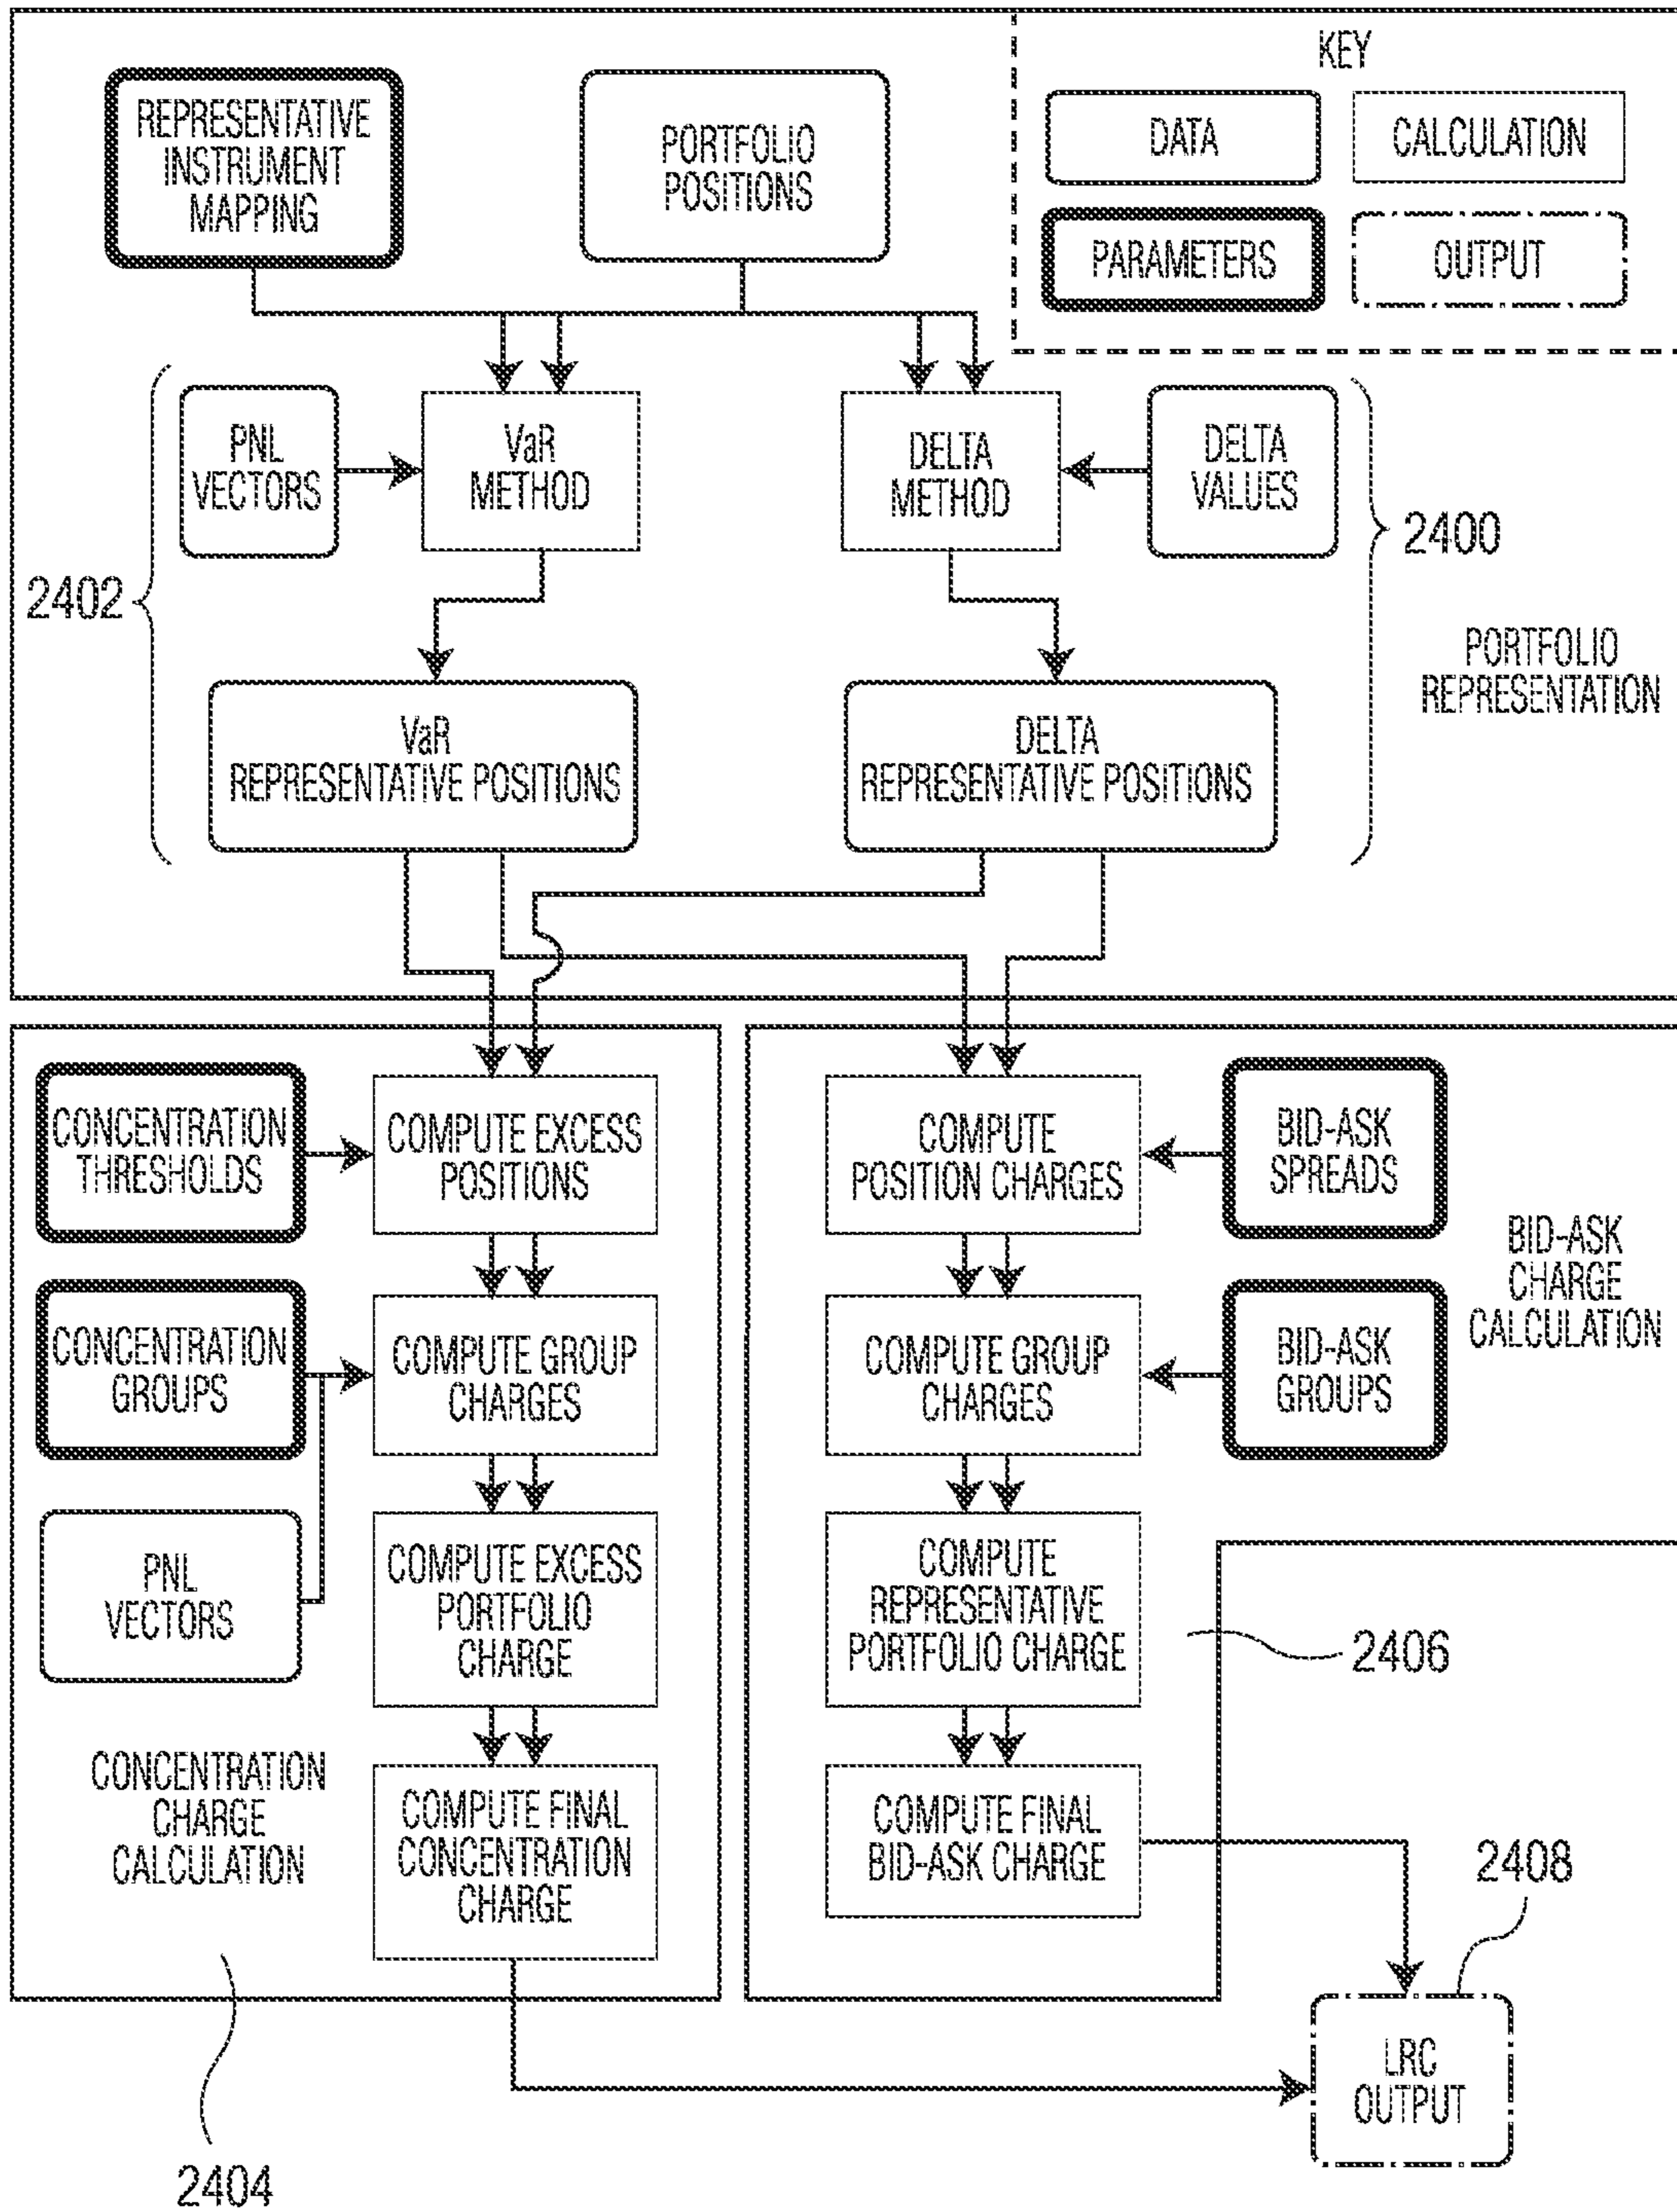 KEY
DATA
CALCULATION
PARAMETERS
OUTPUT
REPRESENTATIVE
INSTRUMENT
MAPPING
PORTFOLIO
POSITIONS
PNL
VECTORS
VaR
METHOD
DELTA
METHOD
DELTA
VALUES
2402
2400
PORTFOLIO
REPRESENTATION
VaR
REPRESENTATIVE POSITIONS
DELTA
REPRESENTATIVE POSITIONS
CONCENTRATION
THRESHOLDS
COMPUTE EXCESS
POSITIONS
CONCENTRATION
GROUPS
COMPUTE GROUP
CHARGES
PNL
VECTORS
COMPUTE EXCESS
PORTFOLIO
CHARGE
CONCENTRATION
CHARGE
CALCULATION
COMPUTE FINAL
CONCENTRATION
CHARGE
2404
COMPUTE
POSITION CHARGES
BID-ASK
SPREADS
BID-ASK
CHARGE
CALCULATION
COMPUTE GROUP
CHARGES
BID-ASK
GROUPS
COMPUTE
REPRESENTATIVE
PORTFOLIO CHARGE
2406
COMPUTE FINAL
BID-ASK CHARGE
2408
LRC
OUTPUT